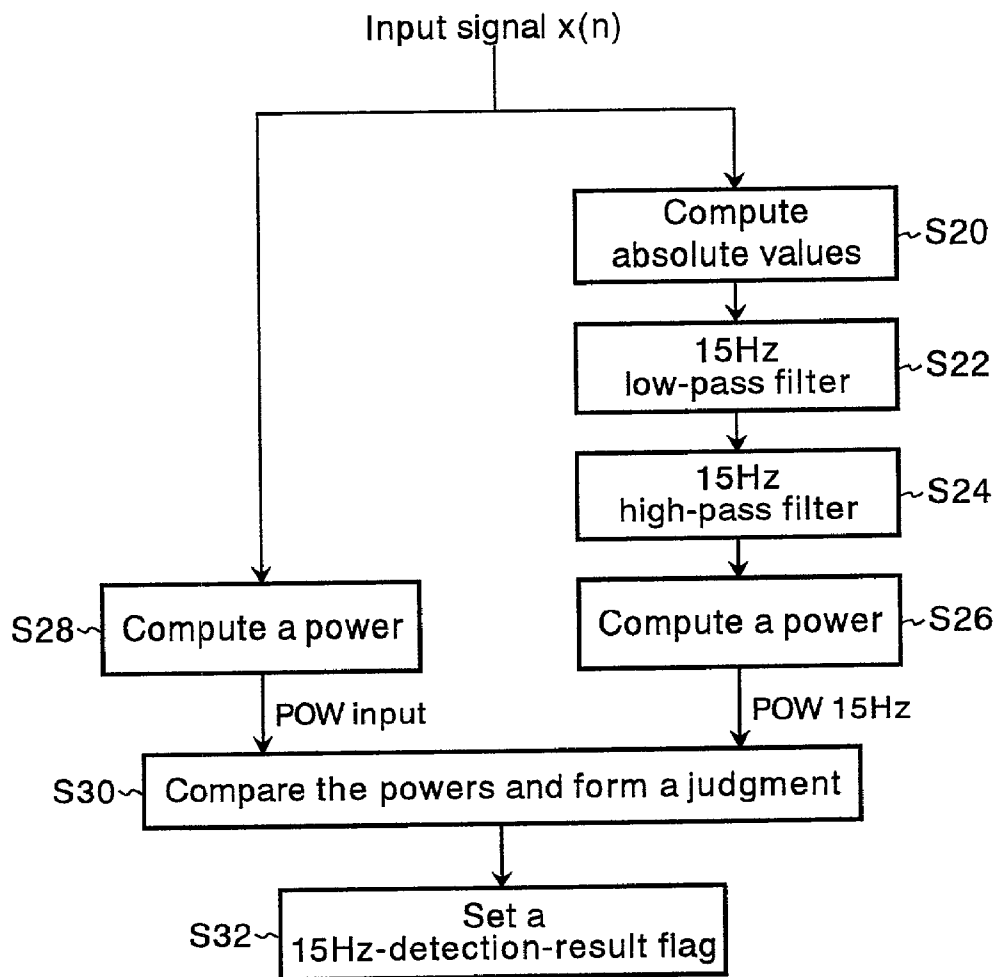 Input signal x(n)
Compute
absolute values
S20
15Hz
low-pass filter
S22
15Hz
high-pass filter
S24
S28
Compute a power
Compute a power
S26
POW input
POW 15Hz
S30
Compare the powers and form a judgment
S32
Set a
15Hz-detection-result flag